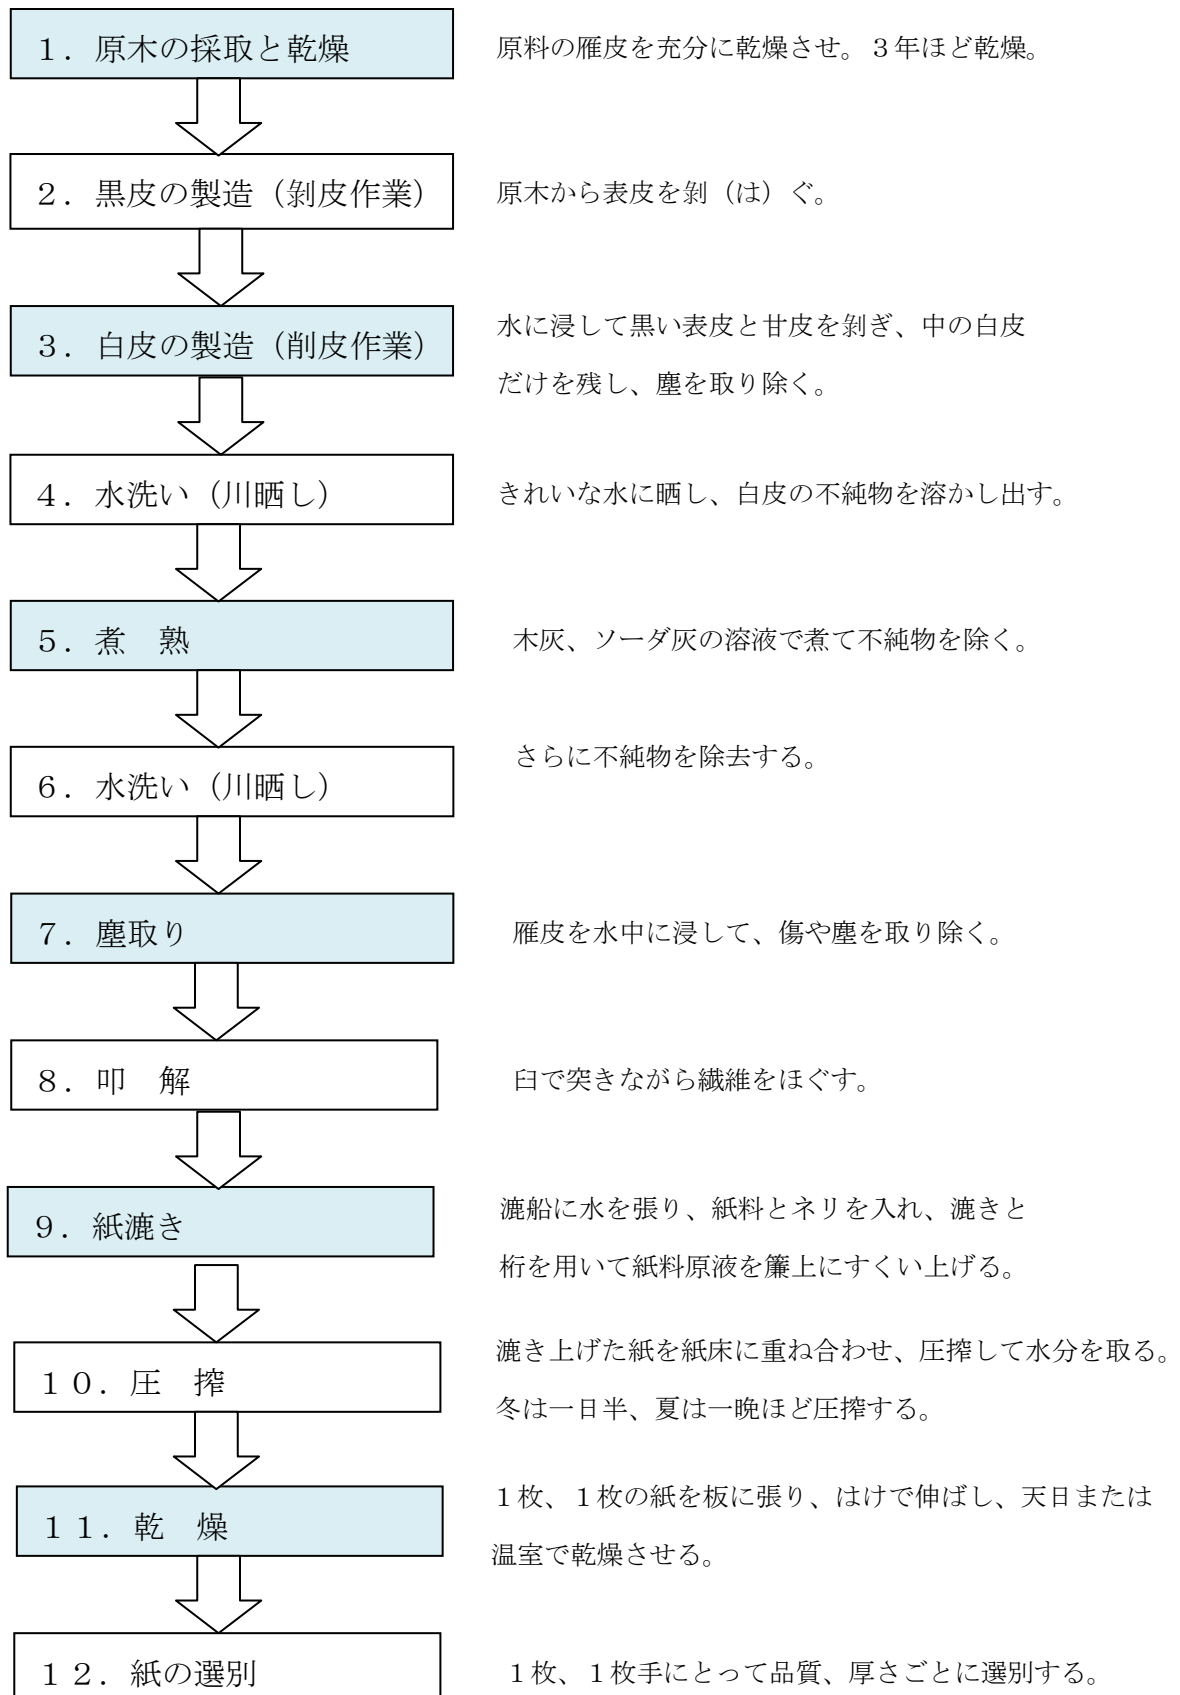 １．原木の採取と乾燥
原料の雁皮を充分に乾燥させ。３年ほど乾燥。
２．黒皮の製造（剝皮作業）
原木から表皮を剝（は）ぐ。
３．白皮の製造（削皮作業）
水に浸して黒い表皮と甘皮を剝ぎ、中の白皮
だけを残し、塵を取り除く。
４．水洗い（川晒し）
きれいな水に晒し、白皮の不純物を溶かし出す。
５．煮　熟
木灰、ソーダ灰の溶液で煮て不純物を除く。
６．水洗い（川晒し）
さらに不純物を除去する。
７．塵取り
雁皮を水中に浸して、傷や塵を取り除く。
８．叩　解
臼で突きながら繊維をほぐす。
９．紙漉き
漉船に水を張り、紙料とネリを入れ、漉きと
桁を用いて紙料原液を簾上にすくい上げる。
１０．圧　搾
漉き上げた紙を紙床に重ね合わせ、圧搾して水分を取る。
冬は一日半、夏は一晩ほど圧搾する。
１１．乾　燥
１枚、１枚の紙を板に張り、はけで伸ばし、天日または
温室で乾燥させる。
１２．紙の選別
１枚、１枚手にとって品質、厚さごとに選別する。